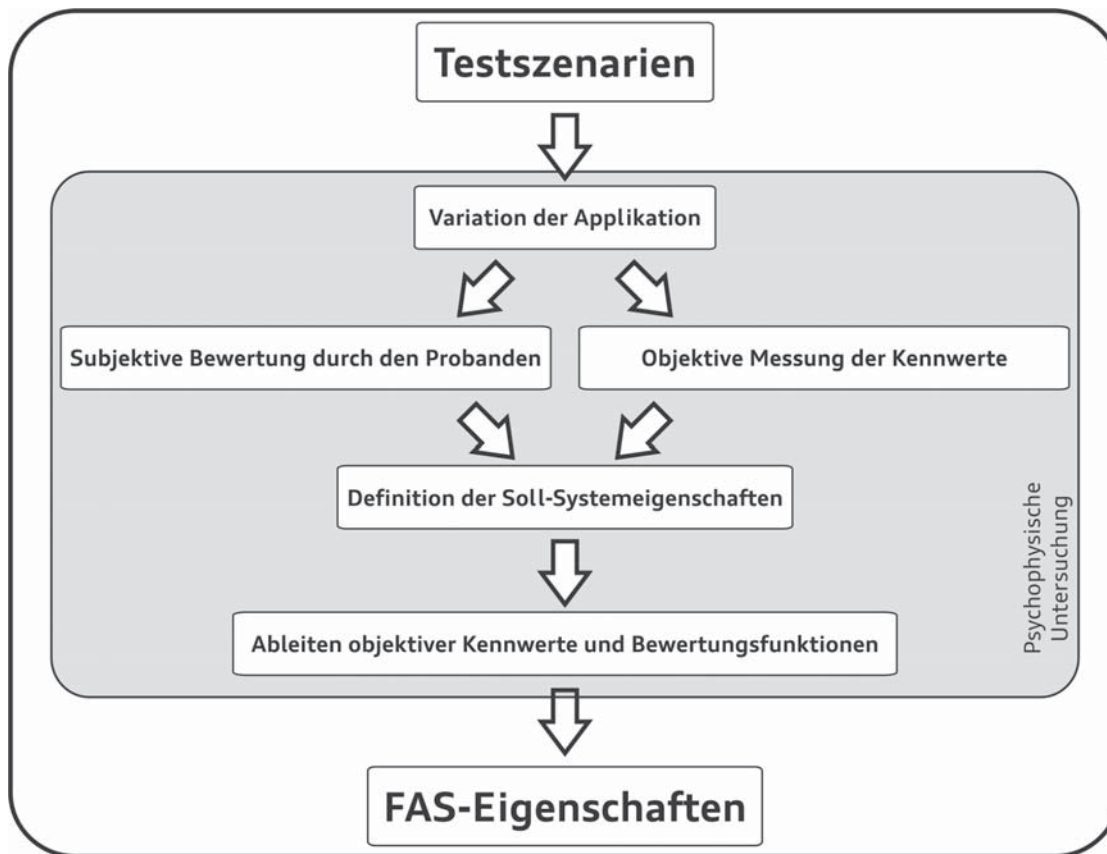 Testszenarien
Variation der Applikation
Subjektive Bewertung durch den Probanden
Objektive Messung der Kennwerte
Definition der Soll-Systemeigenschaften
Ableiten objektiver Kennwerte und Bewertungsfunktionen
Psychophysische
Untersuchung
FAS-Eigenschaften